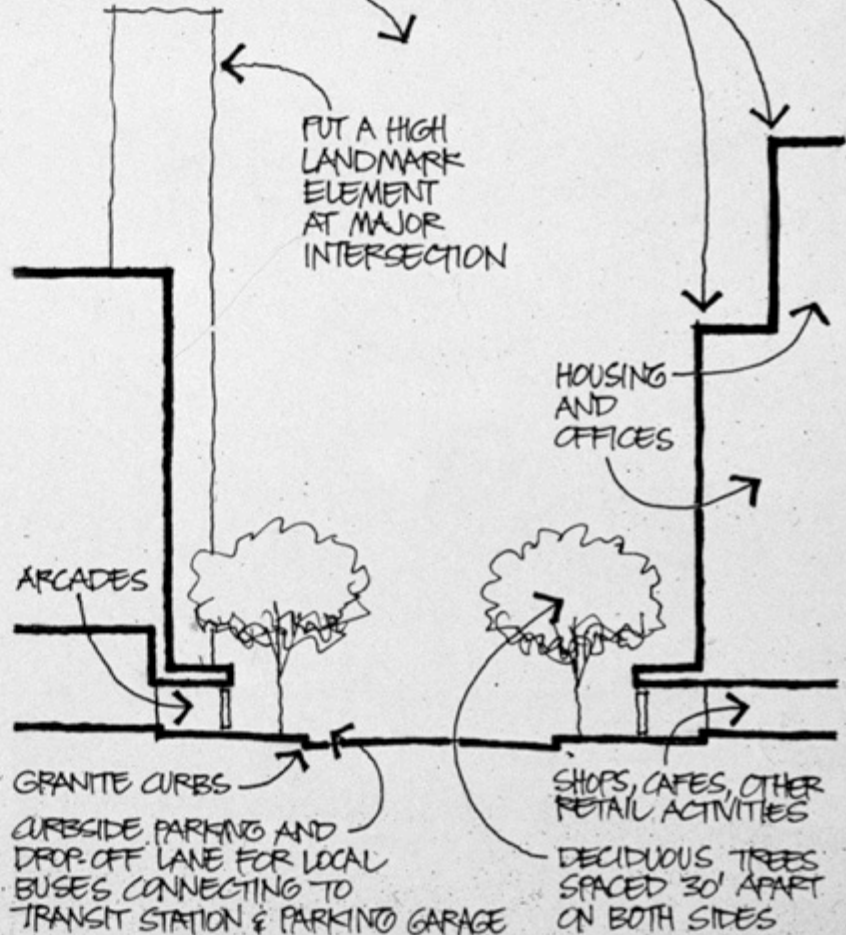 PUT A HIGH
LANDMARK
ELEMENT
AT MAJOR
INTERSECTION
HOUSING
AND
OFFICES
ARCADES
GRANITE CURBS
CURBSIDE PARKING AND
DROP-OFF LANE FOR LOCAL
BUSES CONNECTING TO
TRANSIT STATION & PARKING GARAGE
SHOPS, CAFES, OTHER
RETAIL ACTIVITIES
DECIDUOUS TREES
SPACED 30' APART
ON BOTH SIDES